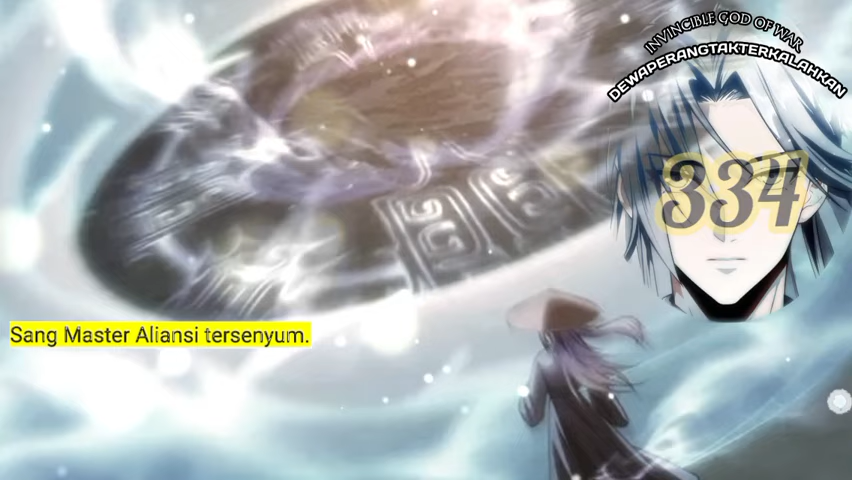 INVINCIBLE GOD OF WAR
DEWAPERANGTAKTERKALAHKAN
334
Sang Master Aliansi tersenyum.